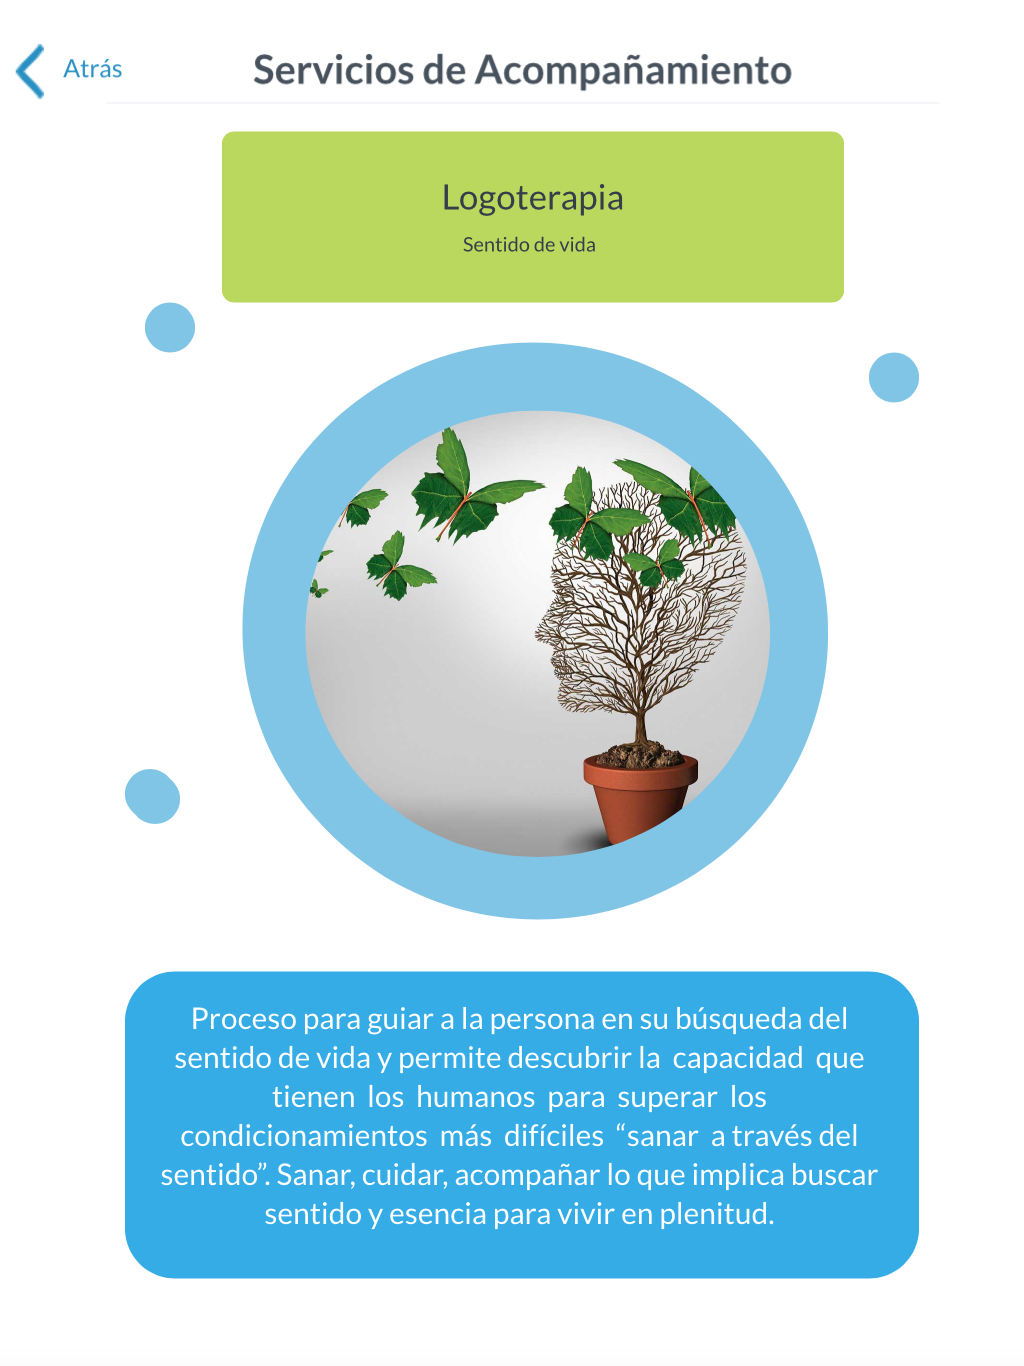 Atrás
Servicios de Acompañamiento
Logoterapia
Sentido de vida
Proceso para guiar a la persona en su búsqueda del
sentido de vida y permite descubrir la capacidad que
tienen los humanos para superar los
condicionamientos más difíciles “sanar a través del
sentido”. Sanar, cuidar, acompañar lo que implica buscar
sentido y esencia para vivir en plenitud.